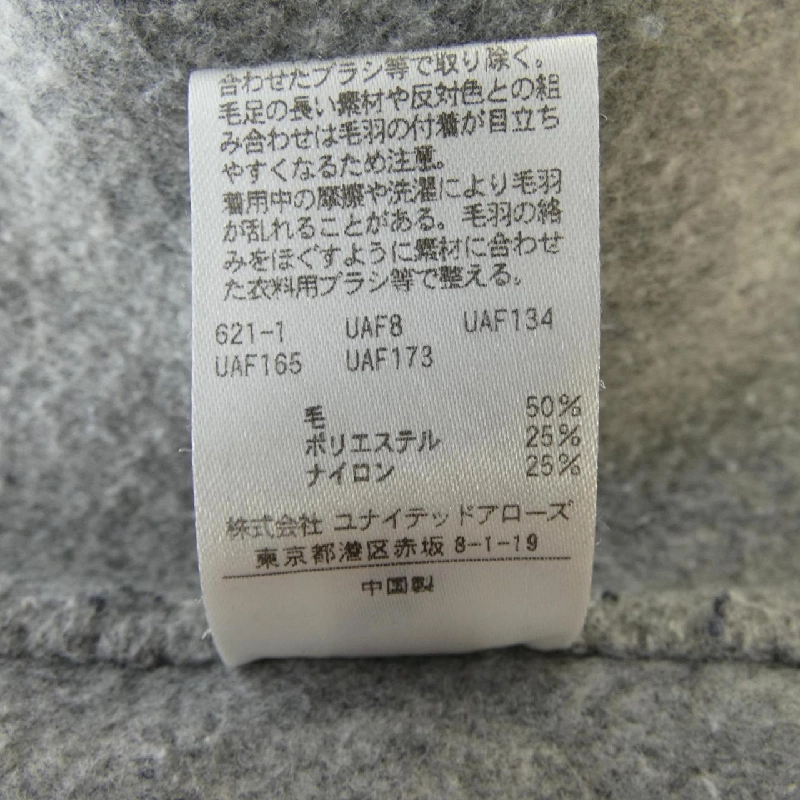 合わせたブラシ等で取り除く。
毛足の長い素材や反対色との組
み合わせは毛羽の付着が目立ち
やすくなるため注意。
着用中の摩擦や洗濯により毛羽
が乱れることがある。毛羽の絡
みをほぐすように素材に合わせ
た衣料用ブラシ等で整える。
621-1 UAF8 UAF134
UAF165 UAF173
毛 50%
ポリエステル 25%
ナイロン 25%
株式会社 ユナイテッドアローズ
東京都港区赤坂 8-1-19
中国製